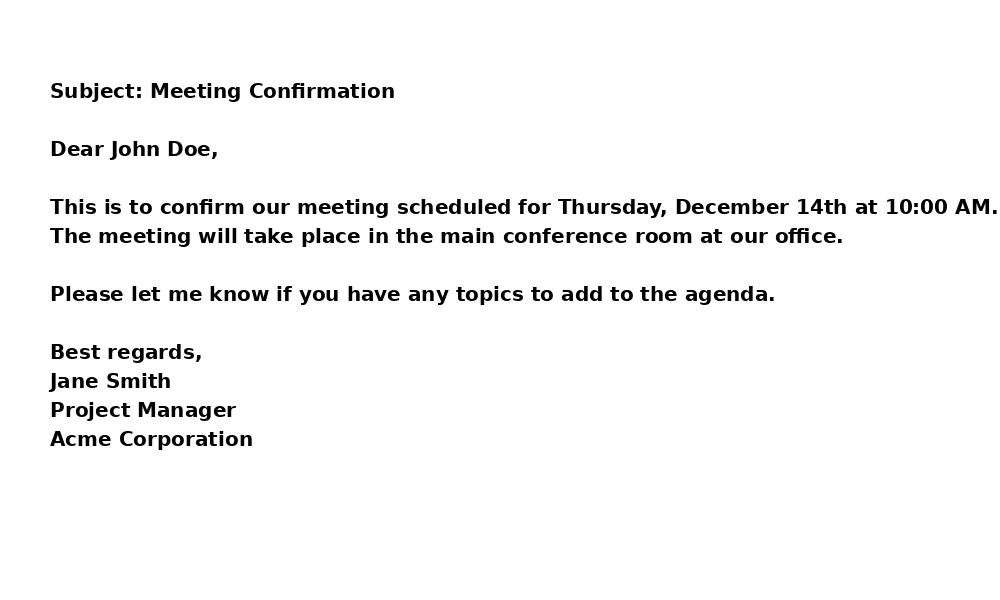 Subject: Meeting Confirmation
Dear John Doe,
This is to confirm our meeting scheduled for Thursday, December 14th at 10:00 AM.
The meeting will take place in the main conference room at our office.
Please let me know if you have any topics to add to the agenda.
Best regards,
Jane Smith
Project Manager
Acme Corporation